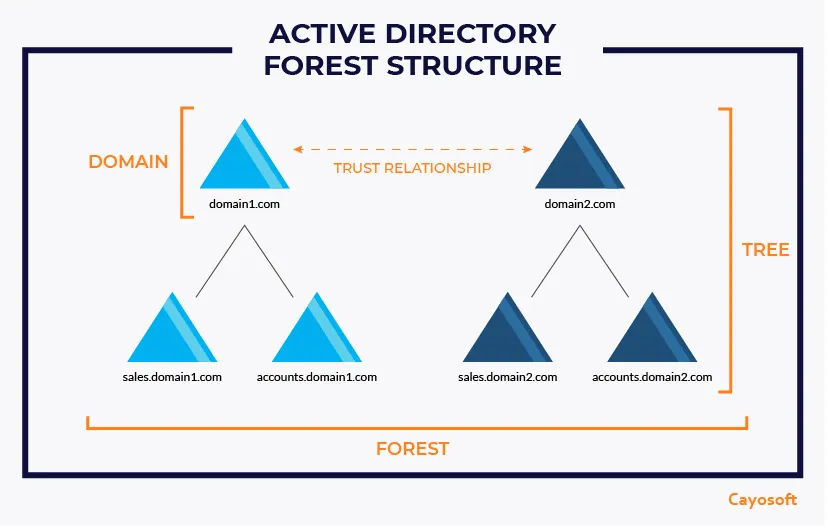 ACTIVE DIRECTORY
FOREST STRUCTURE
DOMAIN
TRUST RELATIONSHIP
domain1.com
domain2.com
TREE
sales.domain1.com
accounts.domain1.com
sales.domain2.com
accounts.domain2.com
FOREST
Cayosoft